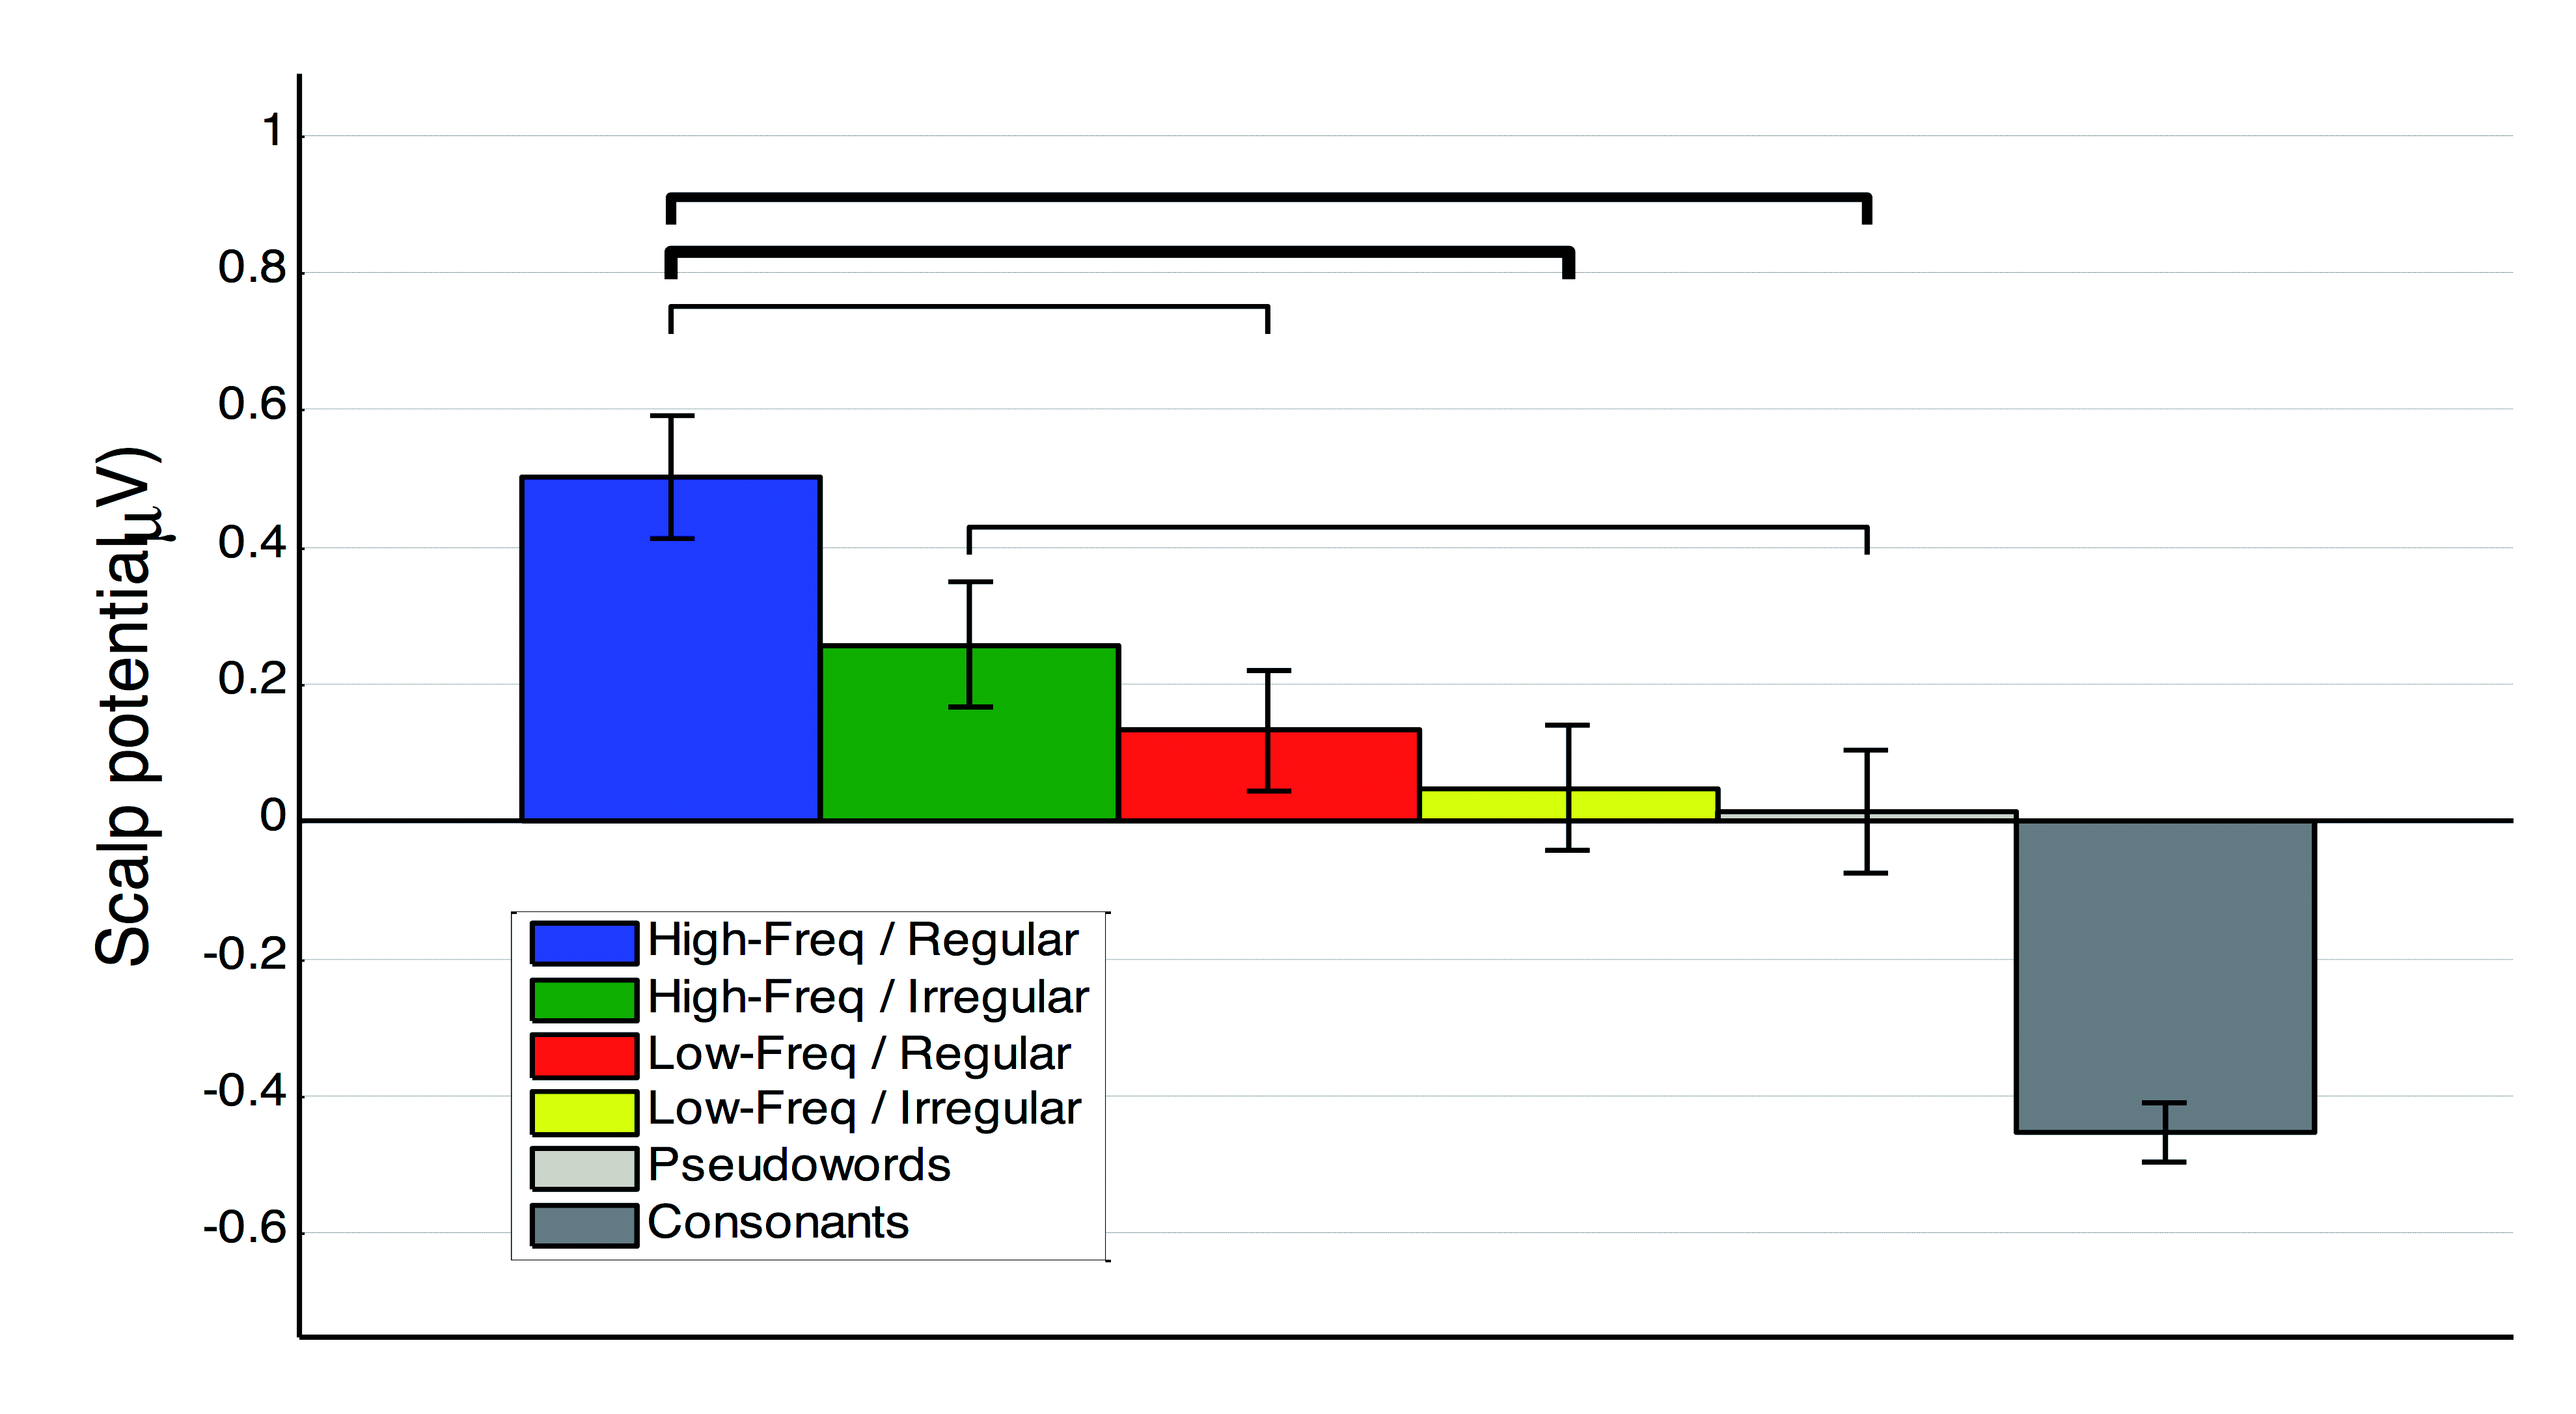 Scalp potential μV)
1
0.8
0.6
0.4
0.2
0
-0.2
-0.4
-0.6
High-Freq / Regular
High-Freq / Irregular
Low-Freq / Regular
Low-Freq / Irregular
Pseudowords
Consonants